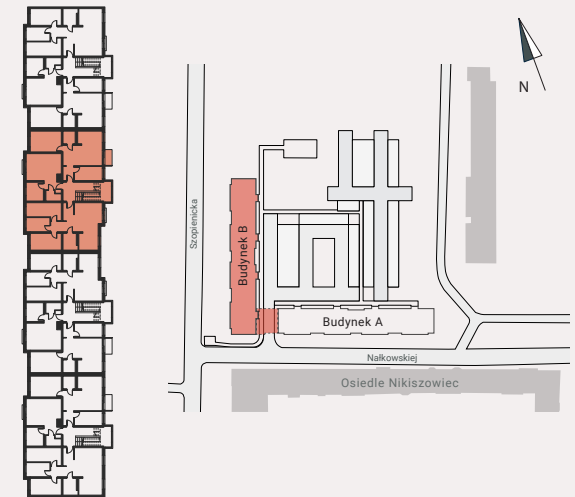 N
Szopienicka
Budynek B
Budynek A
Nałkowskiej
Osiedle Nikiszowiec